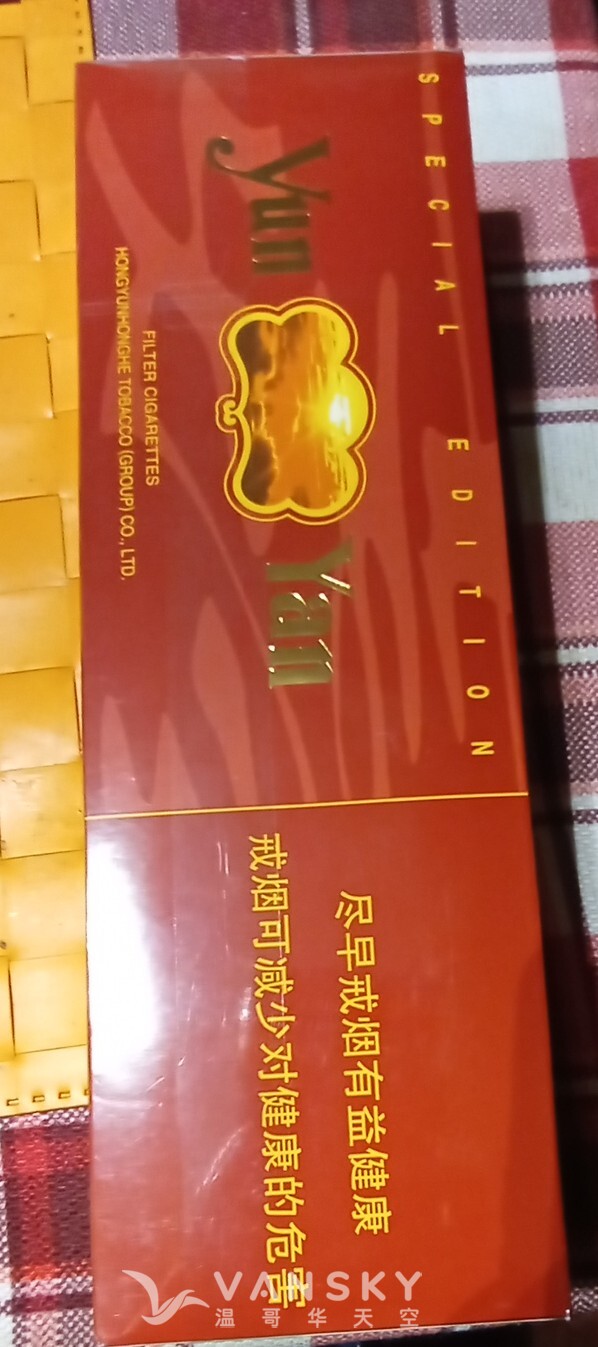 SPECIAL EDITION
Yun Yan
FILTER CIGARETTES
HONGYUNHONGHE TOBACCO (GROUP) CO., LTD.
尽早戒烟有益健康
戒烟可减少对健康的危害
VANSKY
温哥华天空